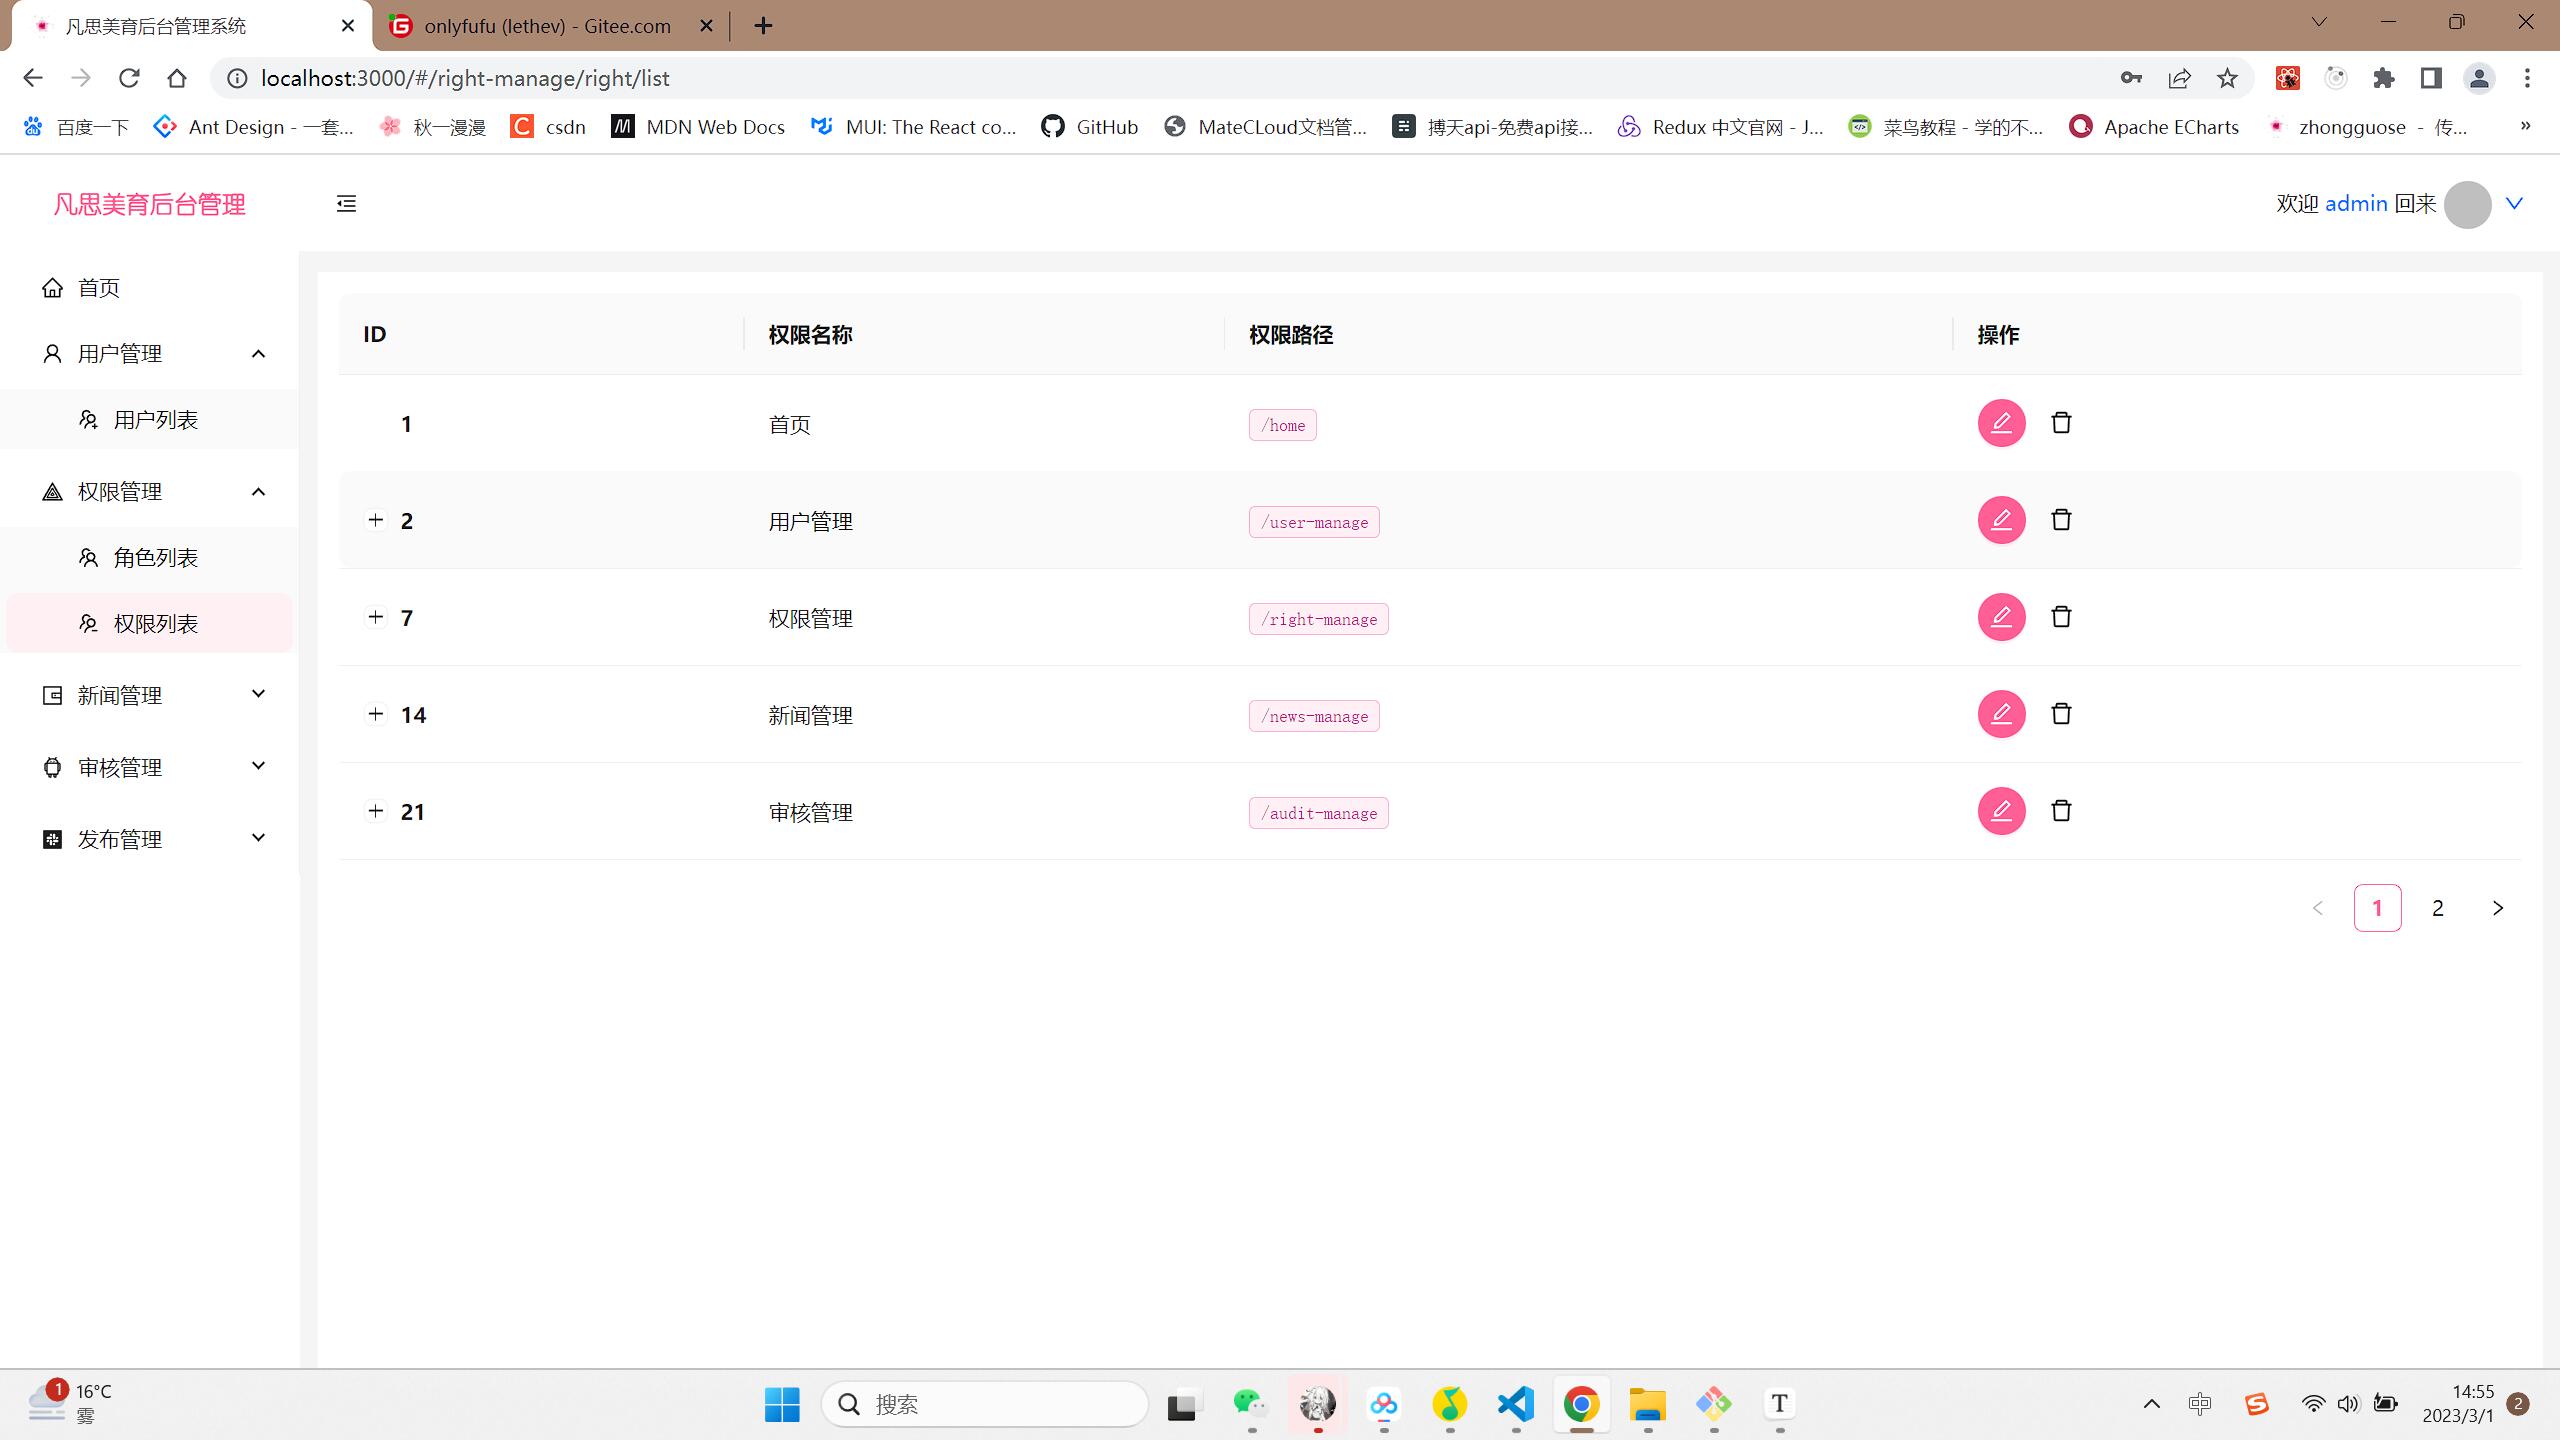 凡思美育后台管理系统
onlyfufu (lethev) - Gitee.com
localhost:3000/#/right-manage/right/list
百度一下 Ant Design - 一套... 秋一漫漫 csdn MDN Web Docs MUI: The React co... GitHub MateCLoud文档管... 搏天api-免费api接... Redux 中文官网 - J... 菜鸟教程 - 学的不... Apache ECharts zhongguose - 传... »
凡思美育后台管理
欢迎 admin 回来
首页
用户管理
用户列表
权限管理
角色列表
权限列表
新闻管理
审核管理
发布管理
ID 权限名称 权限路径 操作
1 首页 /home
2 用户管理 /user-manage
7 权限管理 /right-manage
14 新闻管理 /news-manage
21 审核管理 /audit-manage
1 2
1
16°C
雾
搜索
T
中
14:55
2023/3/1
2